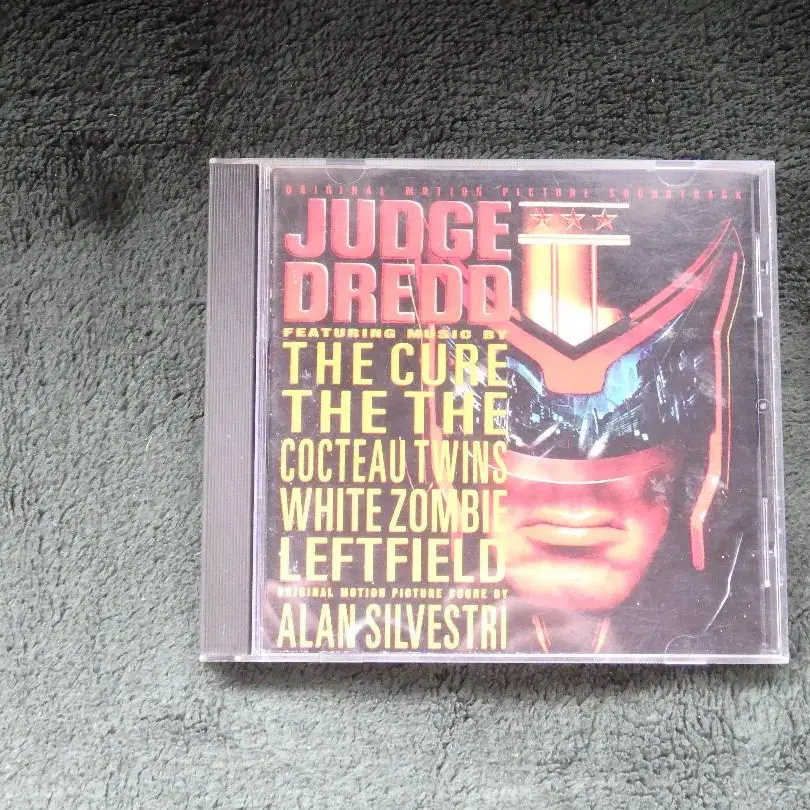 ORIGINAL MOTION PICTURE SOUNDTRACK
JUDGE
DREDD
FEATURING MUSIC BY
THE CURE
THE THE
COCTEAU TWINS
WHITE ZOMBIE
LEFTFIELD
ORIGINAL MOTION PICTURE SCORE BY
ALAN SILVESTRI